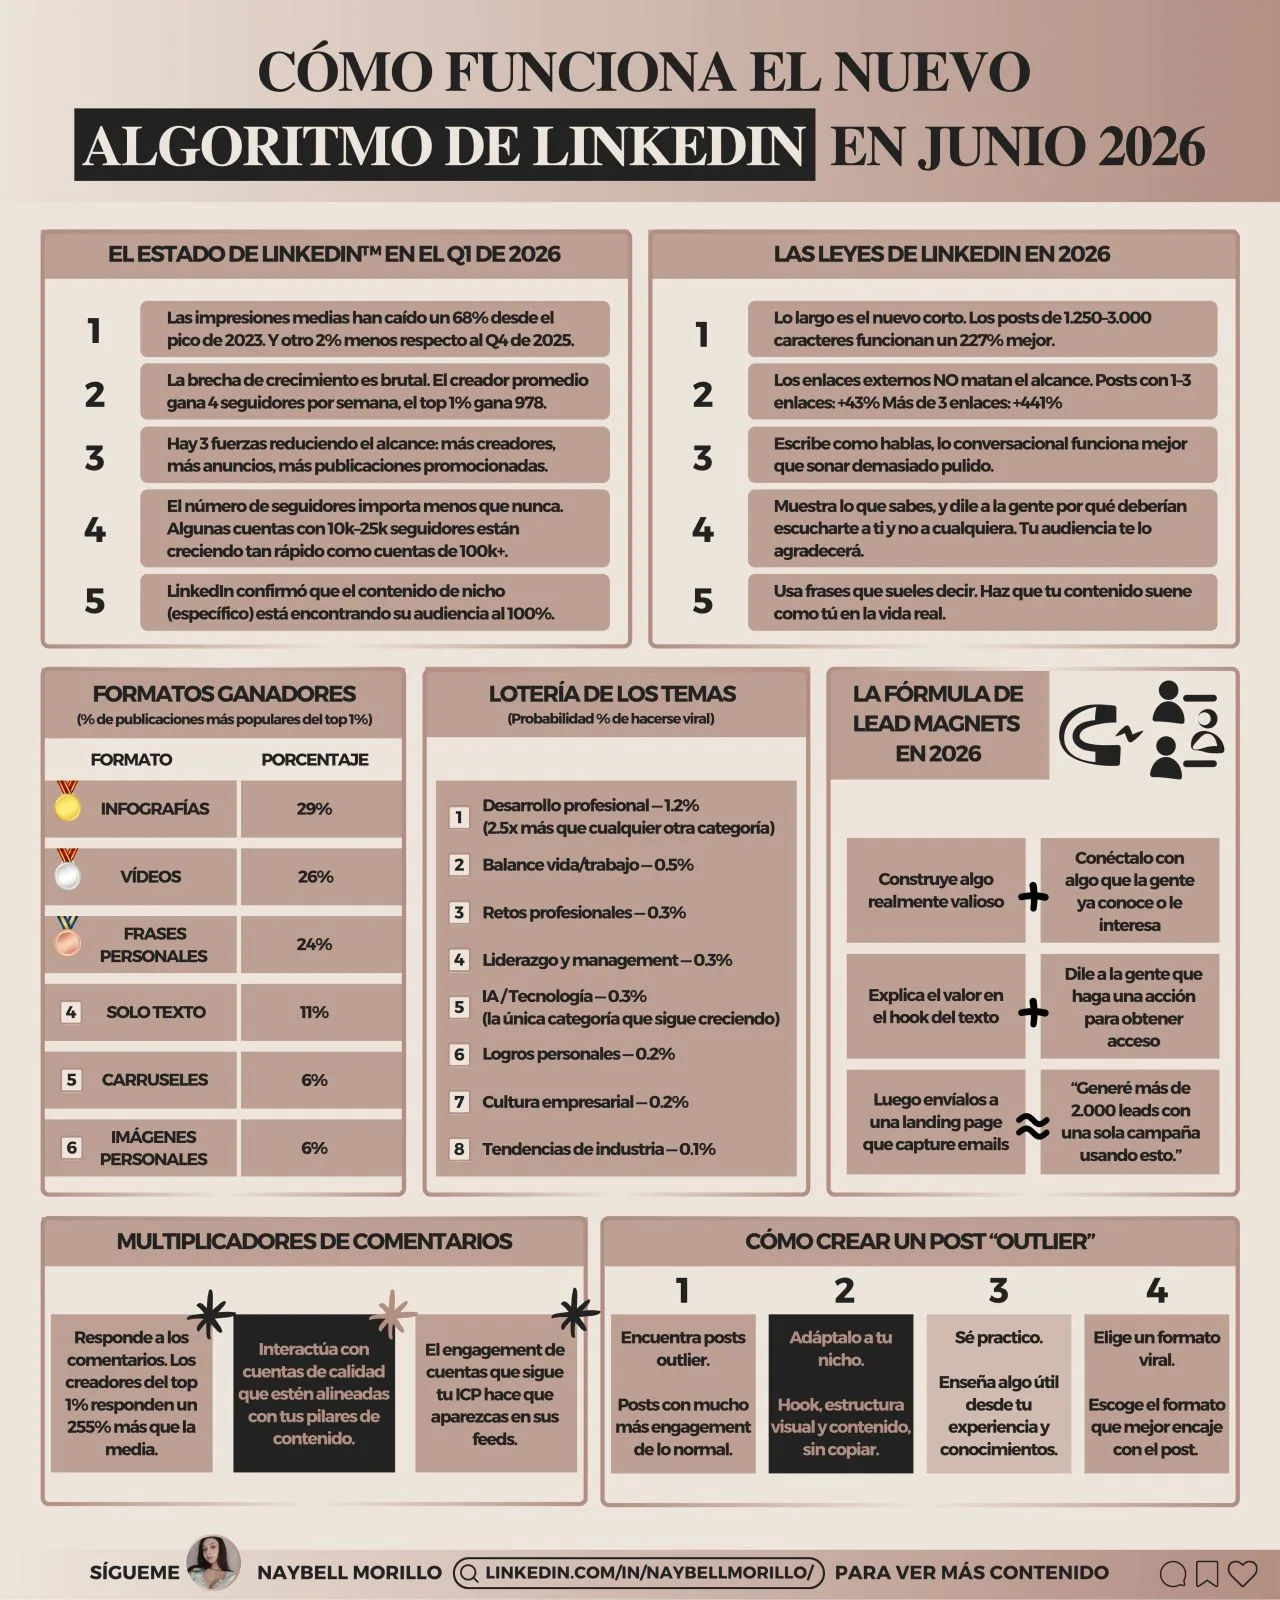 CÓMO FUNCIONA EL NUEVO
ALGORITMO DE LINKEDIN EN JUNIO 2026
EL ESTADO DE LINKEDIN™ EN EL Q1 DE 2026
1
Las impresiones medias han caído un 68% desde el
pico de 2023. Y otro 2% menos respecto al Q4 de 2025.
2
La brecha de crecimiento es brutal. El creador promedio
gana 4 seguidores por semana, el top 1% gana 978.
3
Hay 3 fuerzas reduciendo el alcance: más creadores,
más anuncios, más publicaciones promocionadas.
4
El número de seguidores importa menos que nunca.
Algunas cuentas con 10k-25k seguidores están
creciendo tan rápido como cuentas de 100k+.
5
LinkedIn confirmó que el contenido de nicho
(específico) está encontrando su audiencia al 100%.
LAS LEYES DE LINKEDIN EN 2026
1
Lo largo es el nuevo corto. Los posts de 1.250-3.000
caracteres funcionan un 227% mejor.
2
Los enlaces externos NO matan el alcance. Posts con 1-3
enlaces: +43% Más de 3 enlaces: +441%
3
Escribe como hablas, lo conversacional funciona mejor
que sonar demasiado pulido.
4
Muestra lo que sabes, y dile a la gente por qué deberían
escucharte a ti y no a cualquiera. Tu audiencia te lo
agradecerá.
5
Usa frases que sueles decir. Haz que tu contenido suene
como tú en la vida real.
FORMATOS GANADORES
(% de publicaciones más populares del top 1%)
FORMATO PORCENTAJE
INFOGRAFÍAS 29%
VÍDEOS 26%
FRASES
PERSONALES 24%
4 SOLO TEXTO 11%
5 CARRUSELES 6%
6 IMÁGENES
PERSONALES 6%
LOTERÍA DE LOS TEMAS
(Probabilidad % de hacerse viral)
1 Desarrollo profesional – 1.2%
(2.5x más que cualquier otra categoría)
2 Balance vida/trabajo – 0.5%
3 Retos profesionales – 0.3%
4 Liderazgo y management – 0.3%
5 IA / Tecnología – 0.3%
(la única categoría que sigue creciendo)
6 Logros personales – 0.2%
7 Cultura empresarial – 0.2%
8 Tendencias de industria – 0.1%
LA FÓRMULA DE
LEAD MAGNETS
EN 2026
Construye algo
realmente valioso
+
Conéctalo con
algo que la gente
ya conoce o le
interesa
Explica el valor en
el hook del texto
+
Dile a la gente que
haga una acción
para obtener
acceso
Luego envíalos a
una landing page
que capture emails
≈
“Generé más de
2.000 leads con
una sola campaña
usando esto.”
MULTIPLICADORES DE COMENTARIOS
Responde a los
comentarios. Los
creadores del top
1% responden un
255% más que la
media.
Interactúa con
cuentas de calidad
que estén alineadas
con tus pilares de
contenido.
El engagement de
cuentas que sigue
tu ICP hace que
aparezcas en sus
feeds.
CÓMO CREAR UN POST “OUTLIER”
1
Encuentra posts
outlier.
Posts con mucho
más engagement
de lo normal.
2
Adáptalo a tu
nicho.
Hook, estructura
visual y contenido,
sin copiar.
3
Sé practico.
Enseña algo útil
desde tu
experiencia y
conocimientos.
4
Elige un formato
viral.
Escoge el formato
que mejor encaje
con el post.
SÍGUEME NAYBELL MORILLO LINKEDIN.COM/IN/NAYBELLMORILLO/ PARA VER MÁS CONTENIDO